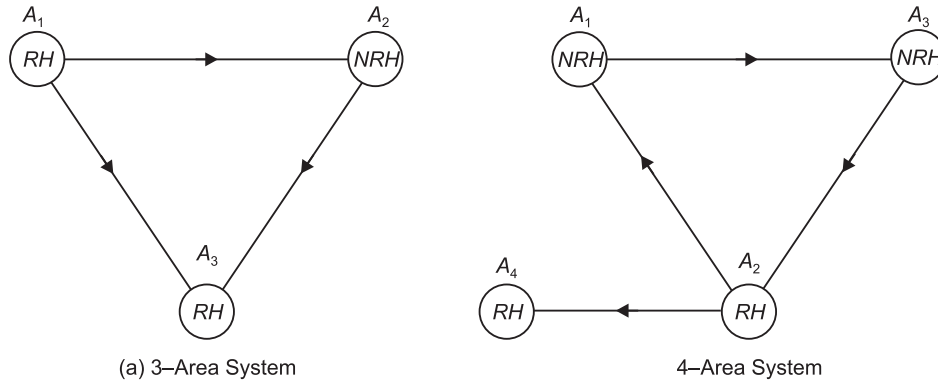 A1
A2
RH
NRH
A3
RH
(a) 3–Area System
A1
A3
NRH
NRH
A4
A2
RH
RH
4–Area System